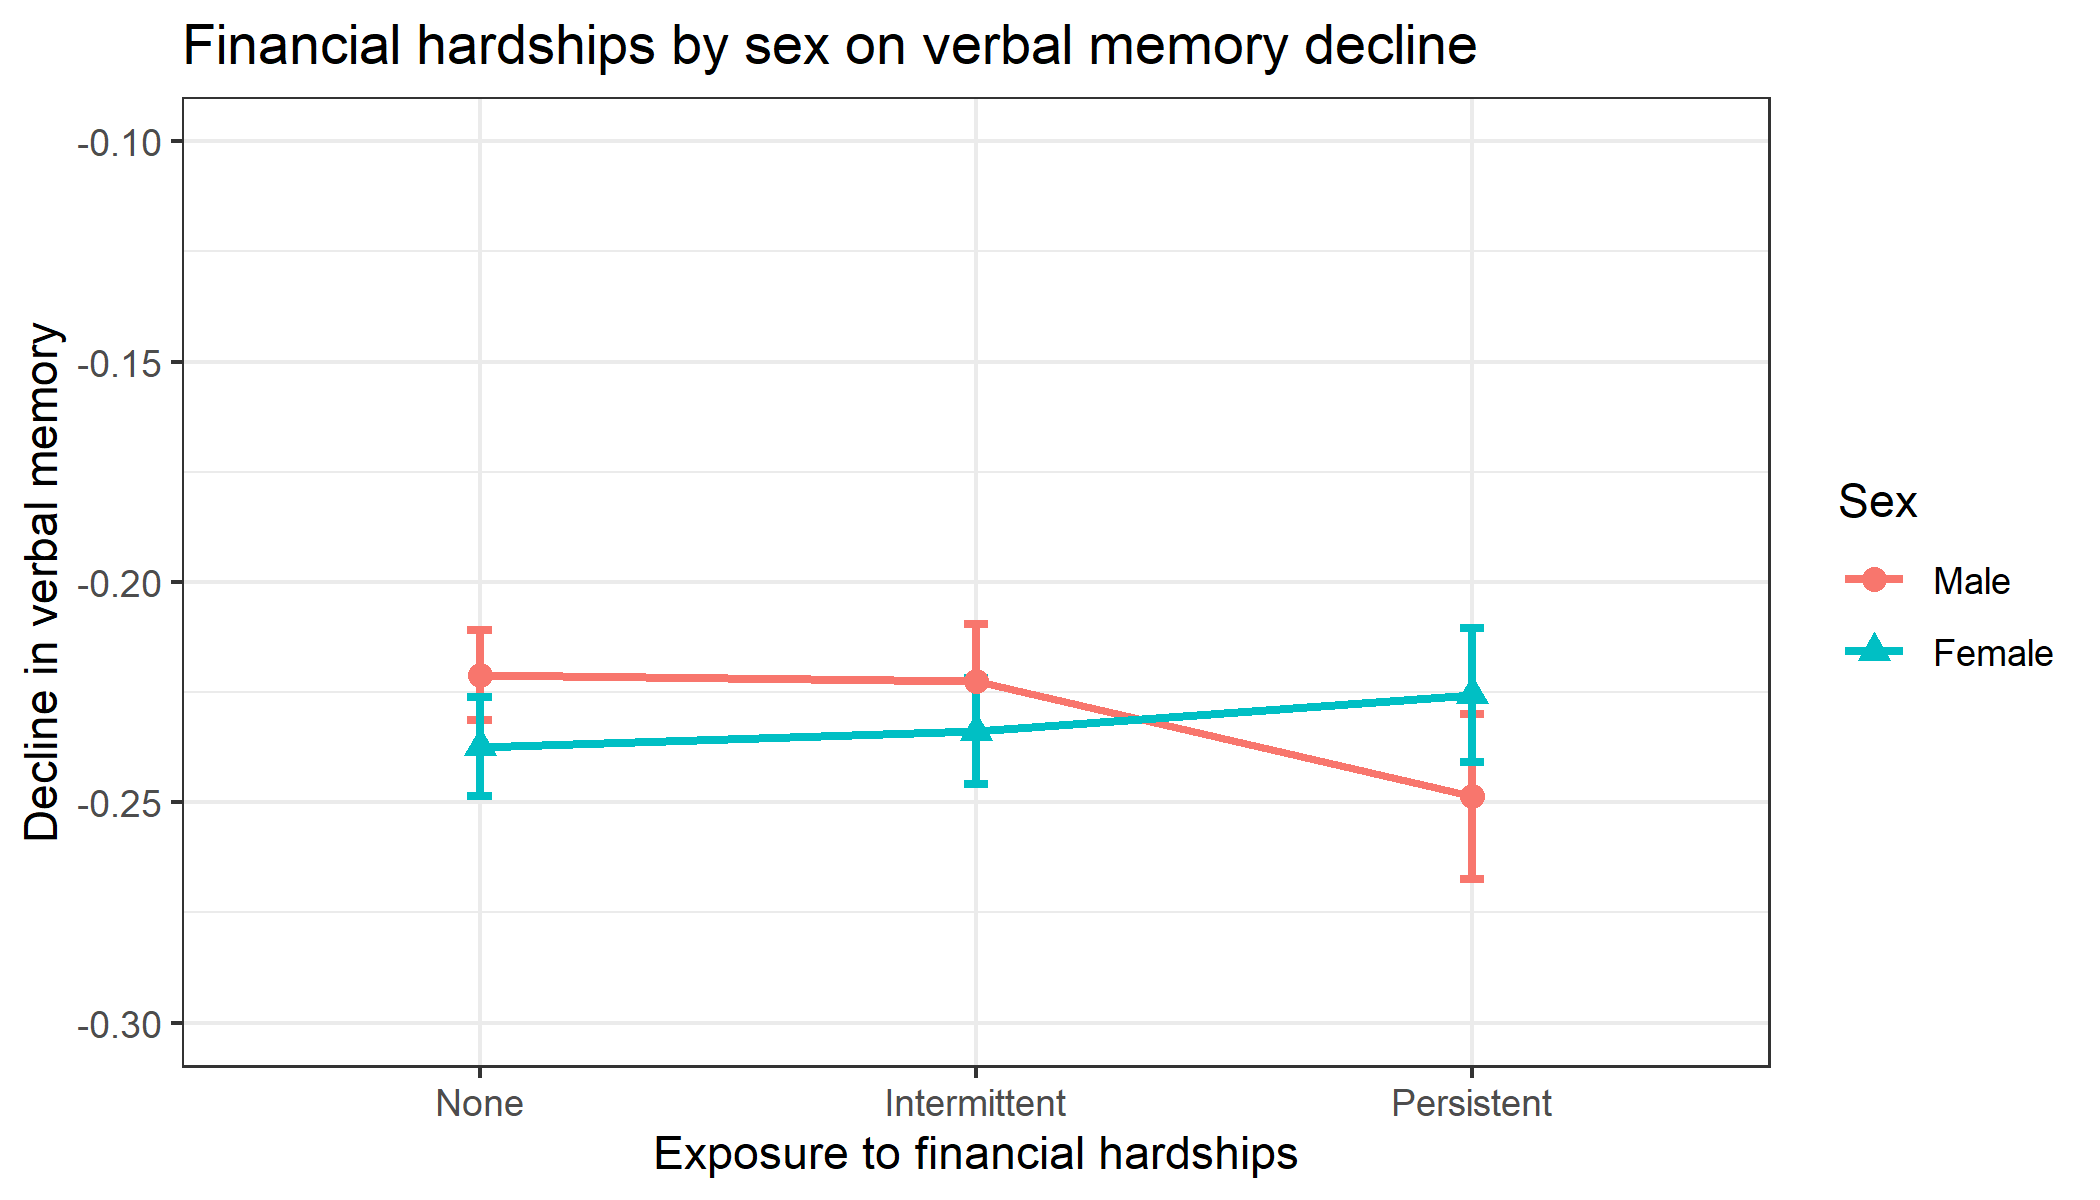 Financial hardships by sex on verbal memory decline
Decline in verbal memory
-0.10
-0.15
-0.20
-0.25
-0.30
None
Intermittent
Persistent
Exposure to financial hardships
Sex
Male
Female